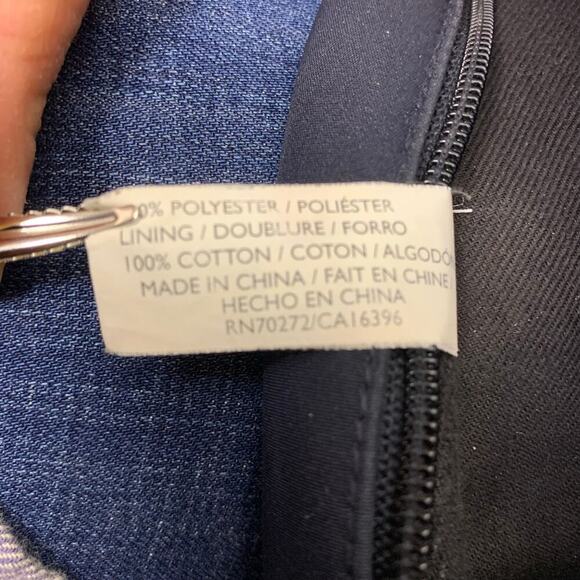 0% POLYESTER / POLIÉSTER
LINING / DOUBLURE / FORRO
100% COTTON / COTON / ALGODÓ
MADE IN CHINA / FAIT EN CHINE
HECHO EN CHINA
RN70272/CA16396